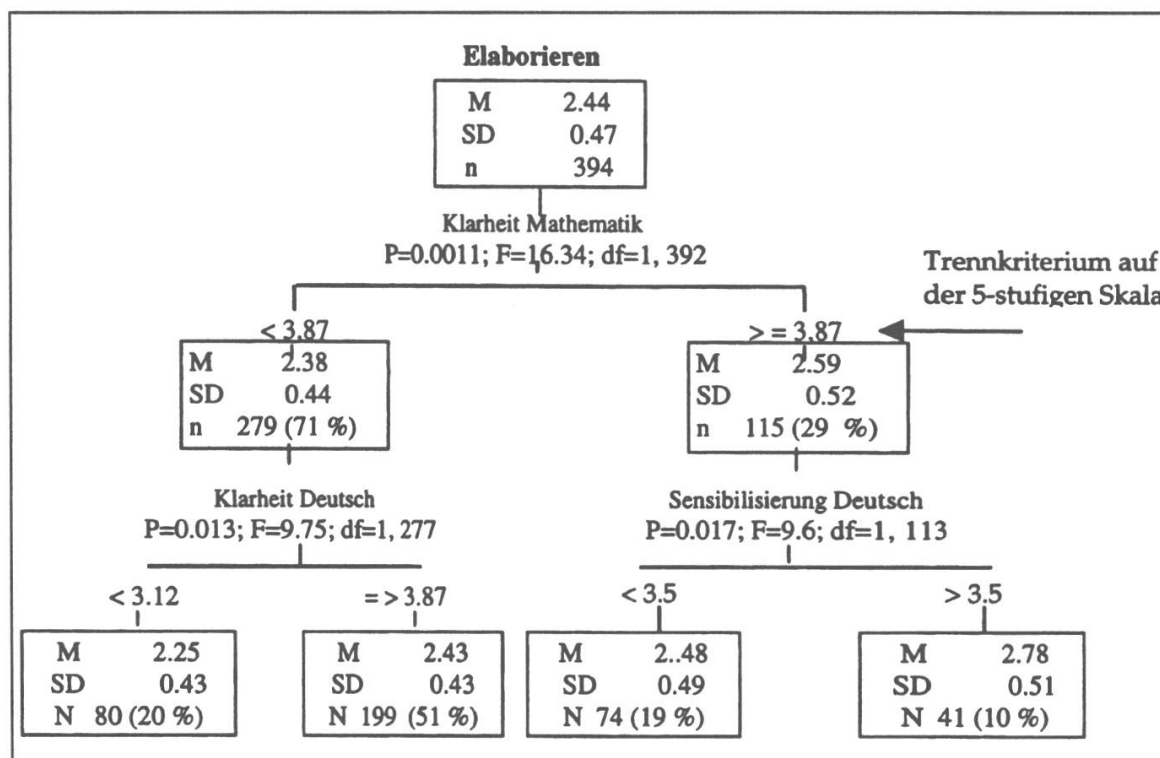 Elaborieren
M 2.44
SD 0.47
n 394
Klarheit Mathematik
P=0.0011; F=16.34; df=1, 392
Trennkriterium auf
der 5-stufigen Skala
< 3.87
M 2.38
SD 0.44
n 279 (71 %)
> = 3.87
M 2.59
SD 0.52
n 115 (29 %)
Klarheit Deutsch
P=0.013; F=9.75; df=1, 277
Sensibilisierung Deutsch
P=0.017; F=9.6; df=1, 113
< 3.12
M 2.25
SD 0.43
N 80 (20 %)
= > 3.87
M 2.43
SD 0.43
N 199 (51 %)
< 3.5
M 2..48
SD 0.49
N 74 (19 %)
> 3.5
M 2.78
SD 0.51
N 41 (10 %)